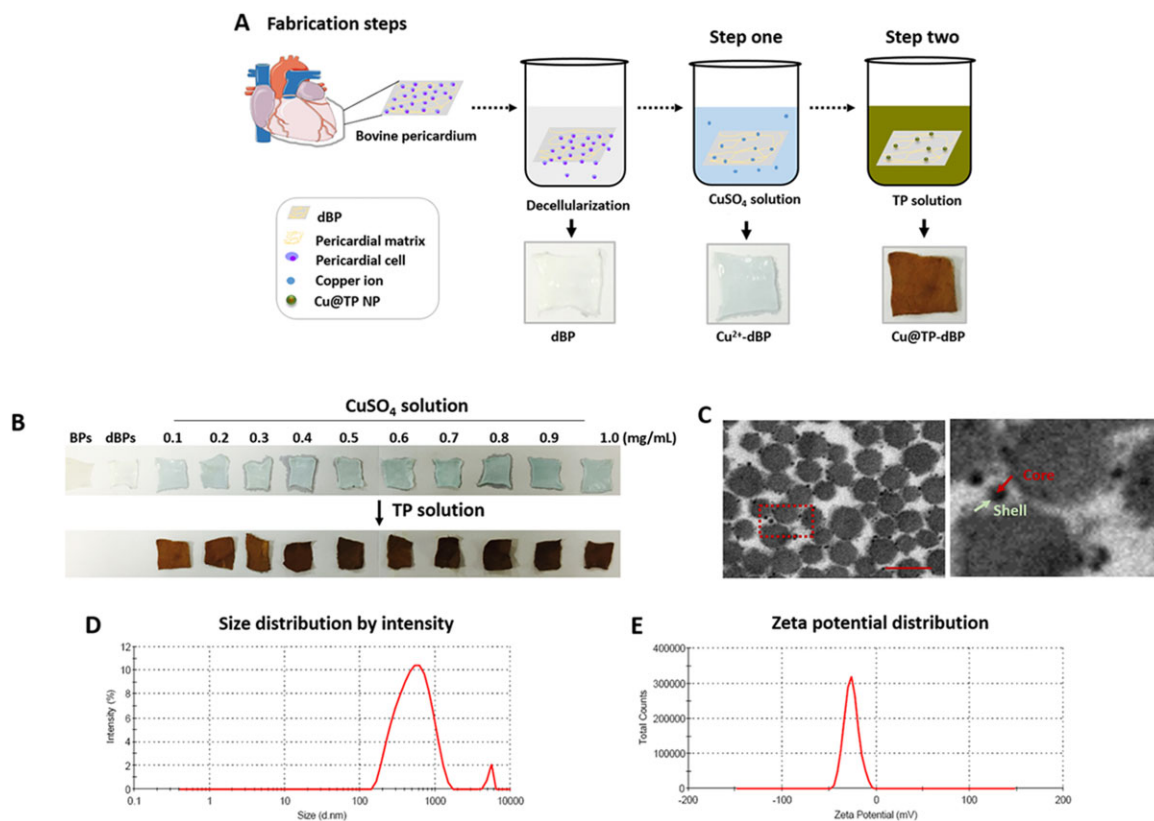 A Fabrication steps
Step one
Step two
Bovine pericardium
Decellularization
CuSO₄ solution
TP solution
dBP
Pericardial matrix
Pericardial cell
Copper ion
Cu@TP NP
dBP
Cu²⁺-dBP
Cu@TP-dBP
B
CuSO₄ solution
BPs dBPs 0.1 0.2 0.3 0.4 0.5 0.6 0.7 0.8 0.9 1.0 (mg/mL)
TP solution
C
Core
Shell
D Size distribution by intensity
Intensity (%)
12
10
8
6
4
2
0
0.1 1 10 100 1000 10000
Size (d.nm)
E Zeta potential distribution
Total Counts
400000
300000
200000
100000
0
-200 -100 0 100 200
Zeta Potential (mV)